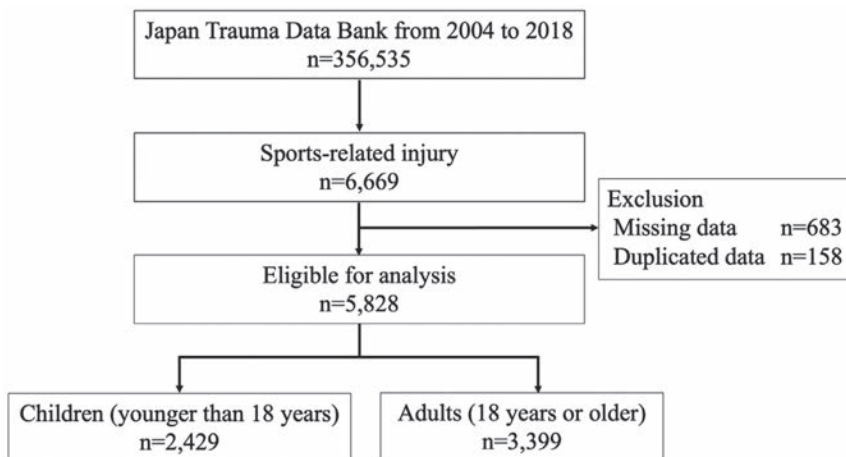 Japan Trauma Data Bank from 2004 to 2018
n=356,535
Sports-related injury
n=6,669
Exclusion
Missing data n=683
Duplicated data n=158
Eligible for analysis
n=5,828
Children (younger than 18 years)
n=2,429
Adults (18 years or older)
n=3,399